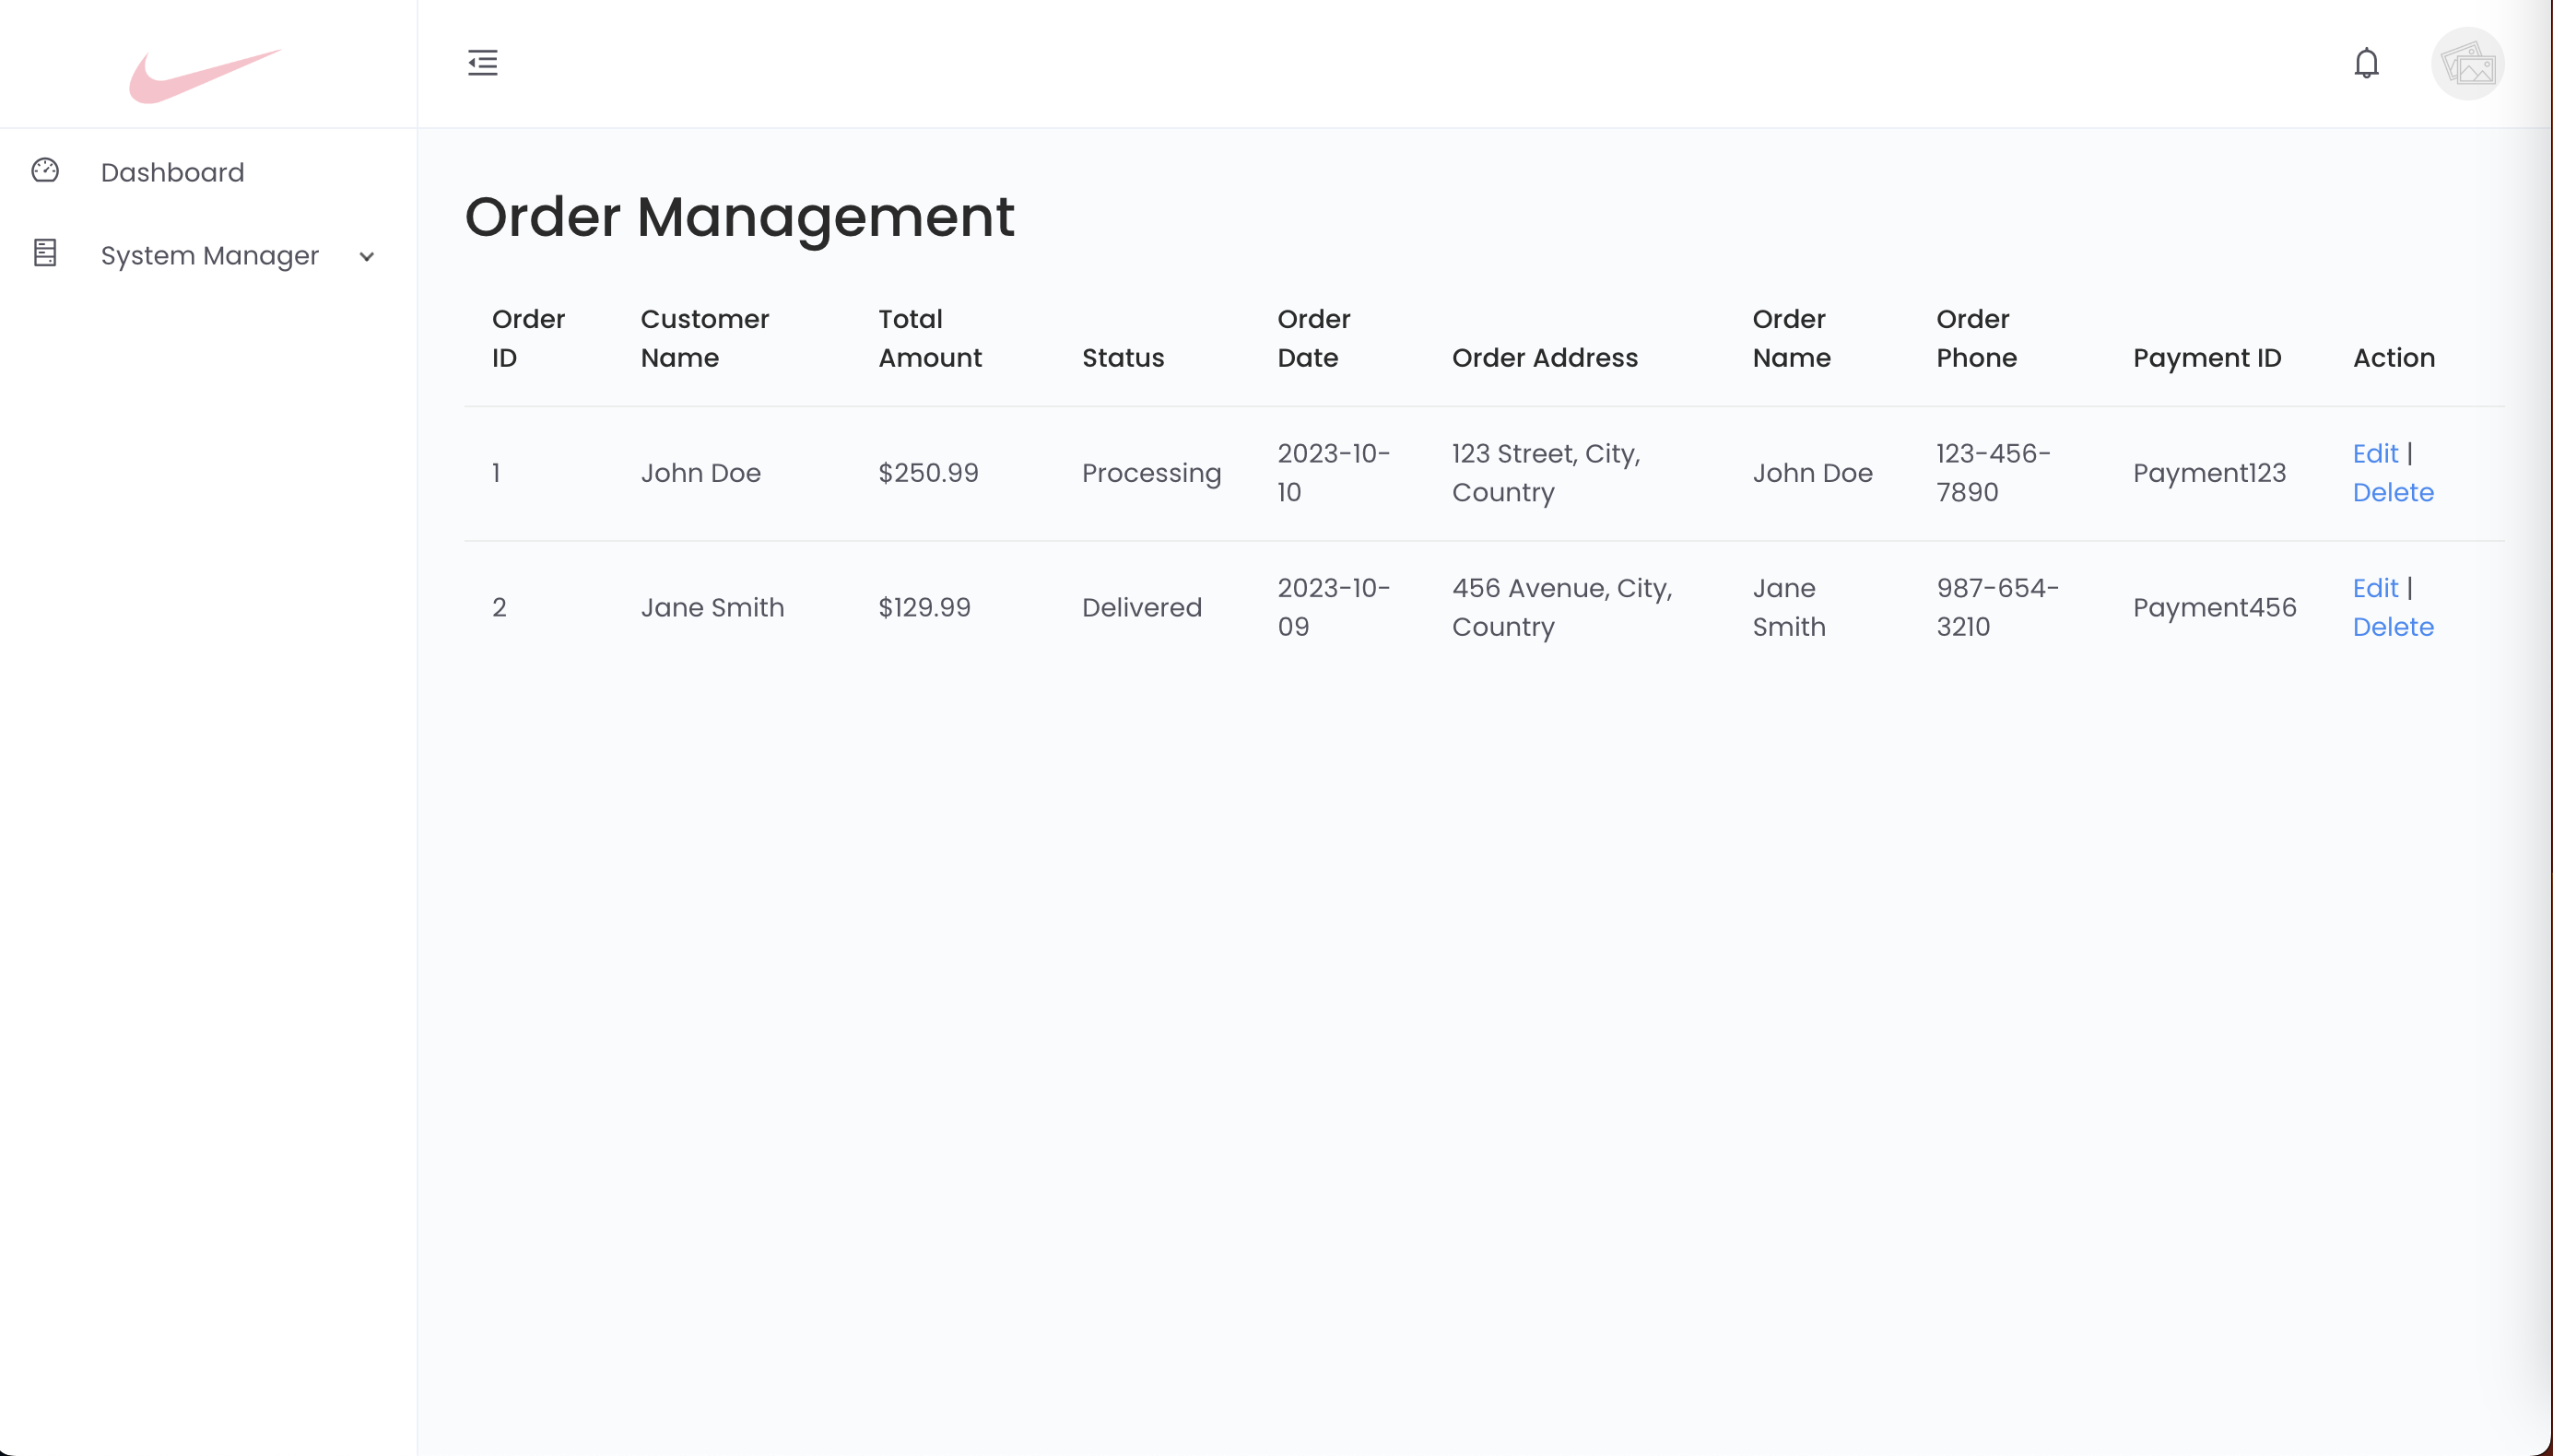 Dashboard
System Manager
Order Management
Order ID
Customer Name
Total Amount
Status
Order Date
Order Address
Order Name
Order Phone
Payment ID
Action
1
John Doe
$250.99
Processing
2023-10-
10
123 Street, City,
Country
John Doe
123-456-
7890
Payment123
Edit |
Delete
2
Jane Smith
$129.99
Delivered
2023-10-
09
456 Avenue, City,
Country
Jane
Smith
987-654-
3210
Payment456
Edit |
Delete